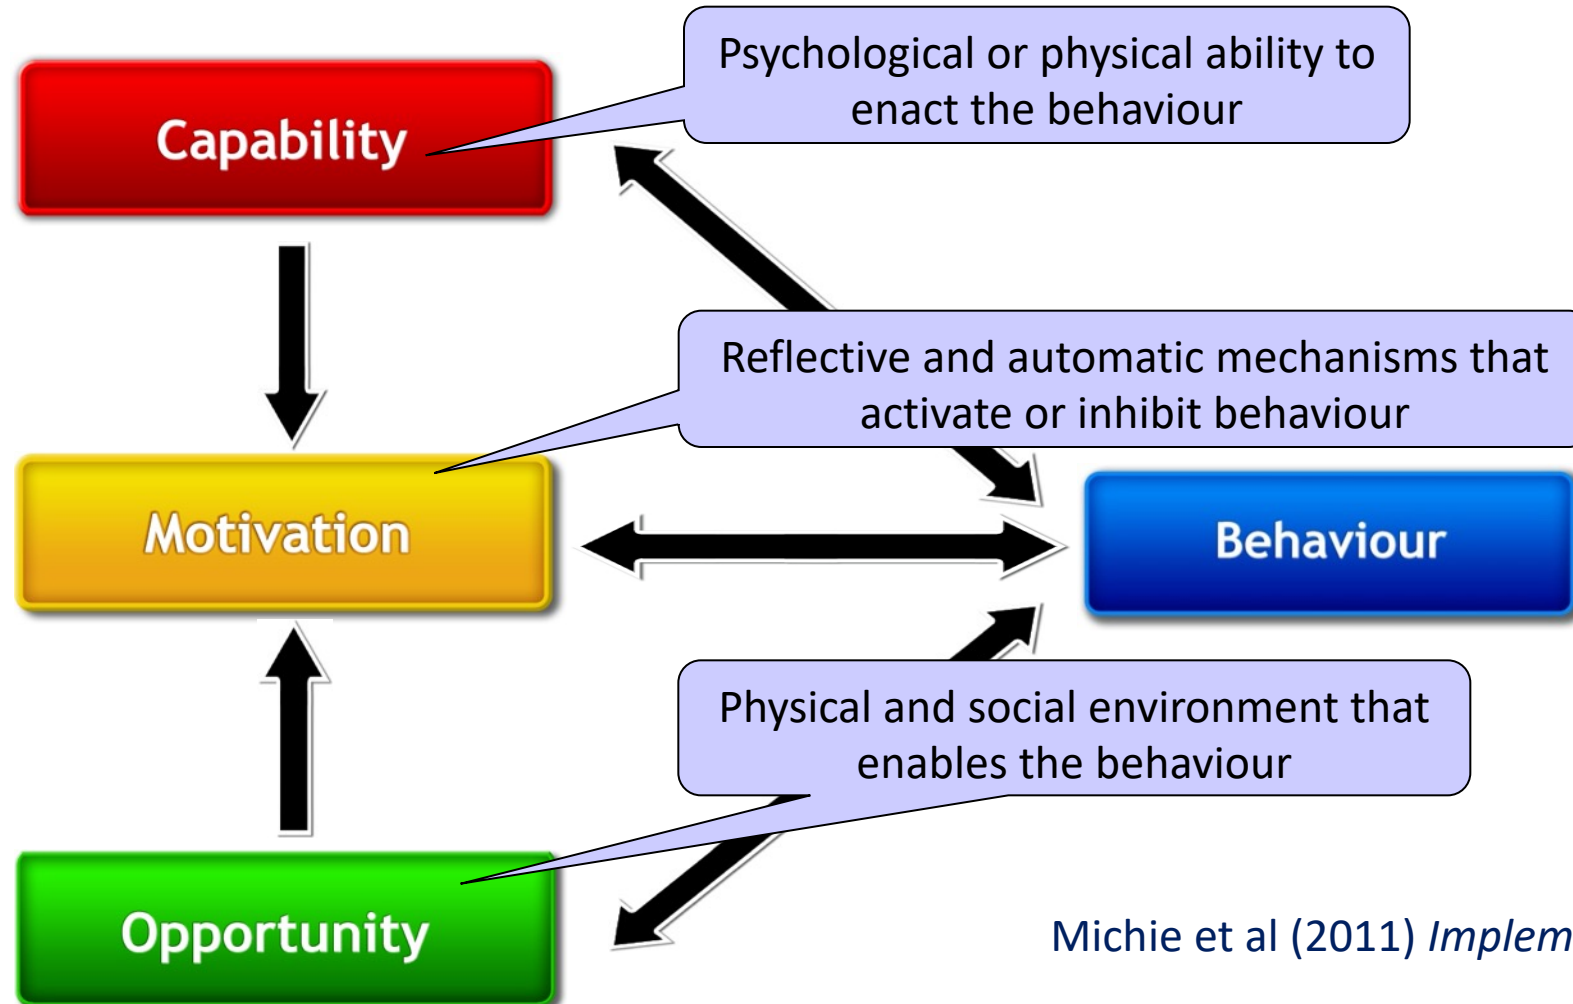 Psychological or physical ability to
enact the behaviour
Capability
Reflective and automatic mechanisms that
activate or inhibit behaviour
Motivation
Behaviour
Physical and social environment that
enables the behaviour
Opportunity
Michie et al (2011) Implem